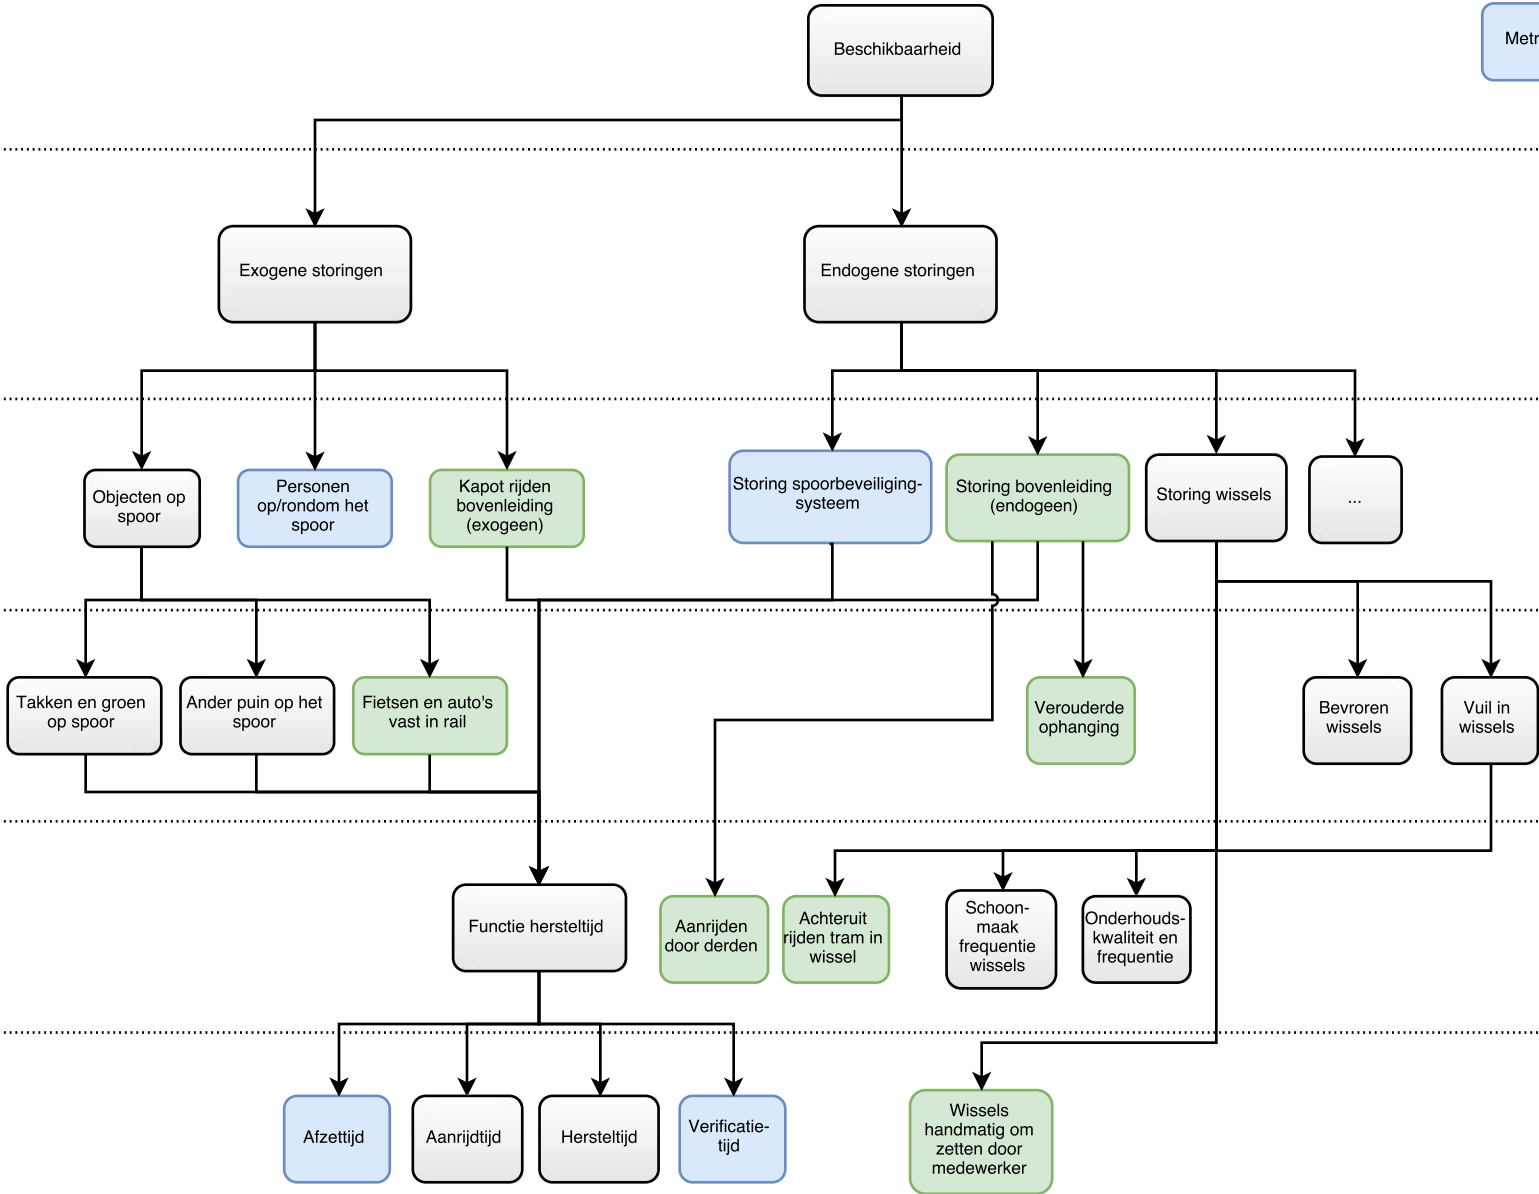 Beschikbaarheid
Metr
Exogene storingen
Endogene storingen
Objecten op
spoor
Personen
op/rondom het
spoor
Kapot rijden
bovenleiding
(exogeen)
Storing spoorbeveiliging-
systeem
Storing bovenleiding
(endogeen)
Storing wissels
...
Takken en groen
op spoor
Ander puin op het
spoor
Fietsen en auto's
vast in rail
Verouderde
ophanging
Bevroren
wissels
Vuil in
wissels
Functie hersteltijd
Aanrijden
door derden
Achteruit
rijden tram in
wissel
Schoon-
maak
frequentie
wissels
Onderhouds-
kwaliteit en
frequentie
Afzettijd
Aanrijdtijd
Hersteltijd
Verificatie-
tijd
Wissels
handmatig om
zetten door
medewerker